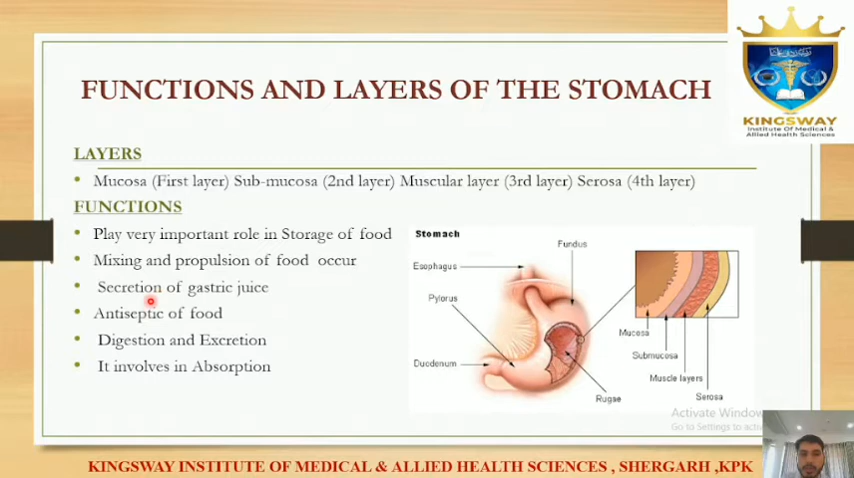 FUNCTIONS AND LAYERS OF THE STOMACH
KINGSWAY
Institute Of Medical &
Allied Health Sciences
LAYERS
Mucosa (First layer) Sub-mucosa (2nd layer) Muscular layer (3rd layer) Serosa (4th layer)
FUNCTIONS
Play very important role in Storage of food
Mixing and propulsion of food occur
Secretion of gastric juice
Antiseptic of food
Digestion and Excretion
It involves in Absorption
Stomach
Fundus
Esophagus
Pylorus
Duodenum
Rugae
Mucosa
Submucosa
Muscle layers
Serosa
Activate Window
Go to Settings to activ
KINGSWAY INSTITUTE OF MEDICAL & ALLIED HEALTH SCIENCES , SHERGARH ,KPK